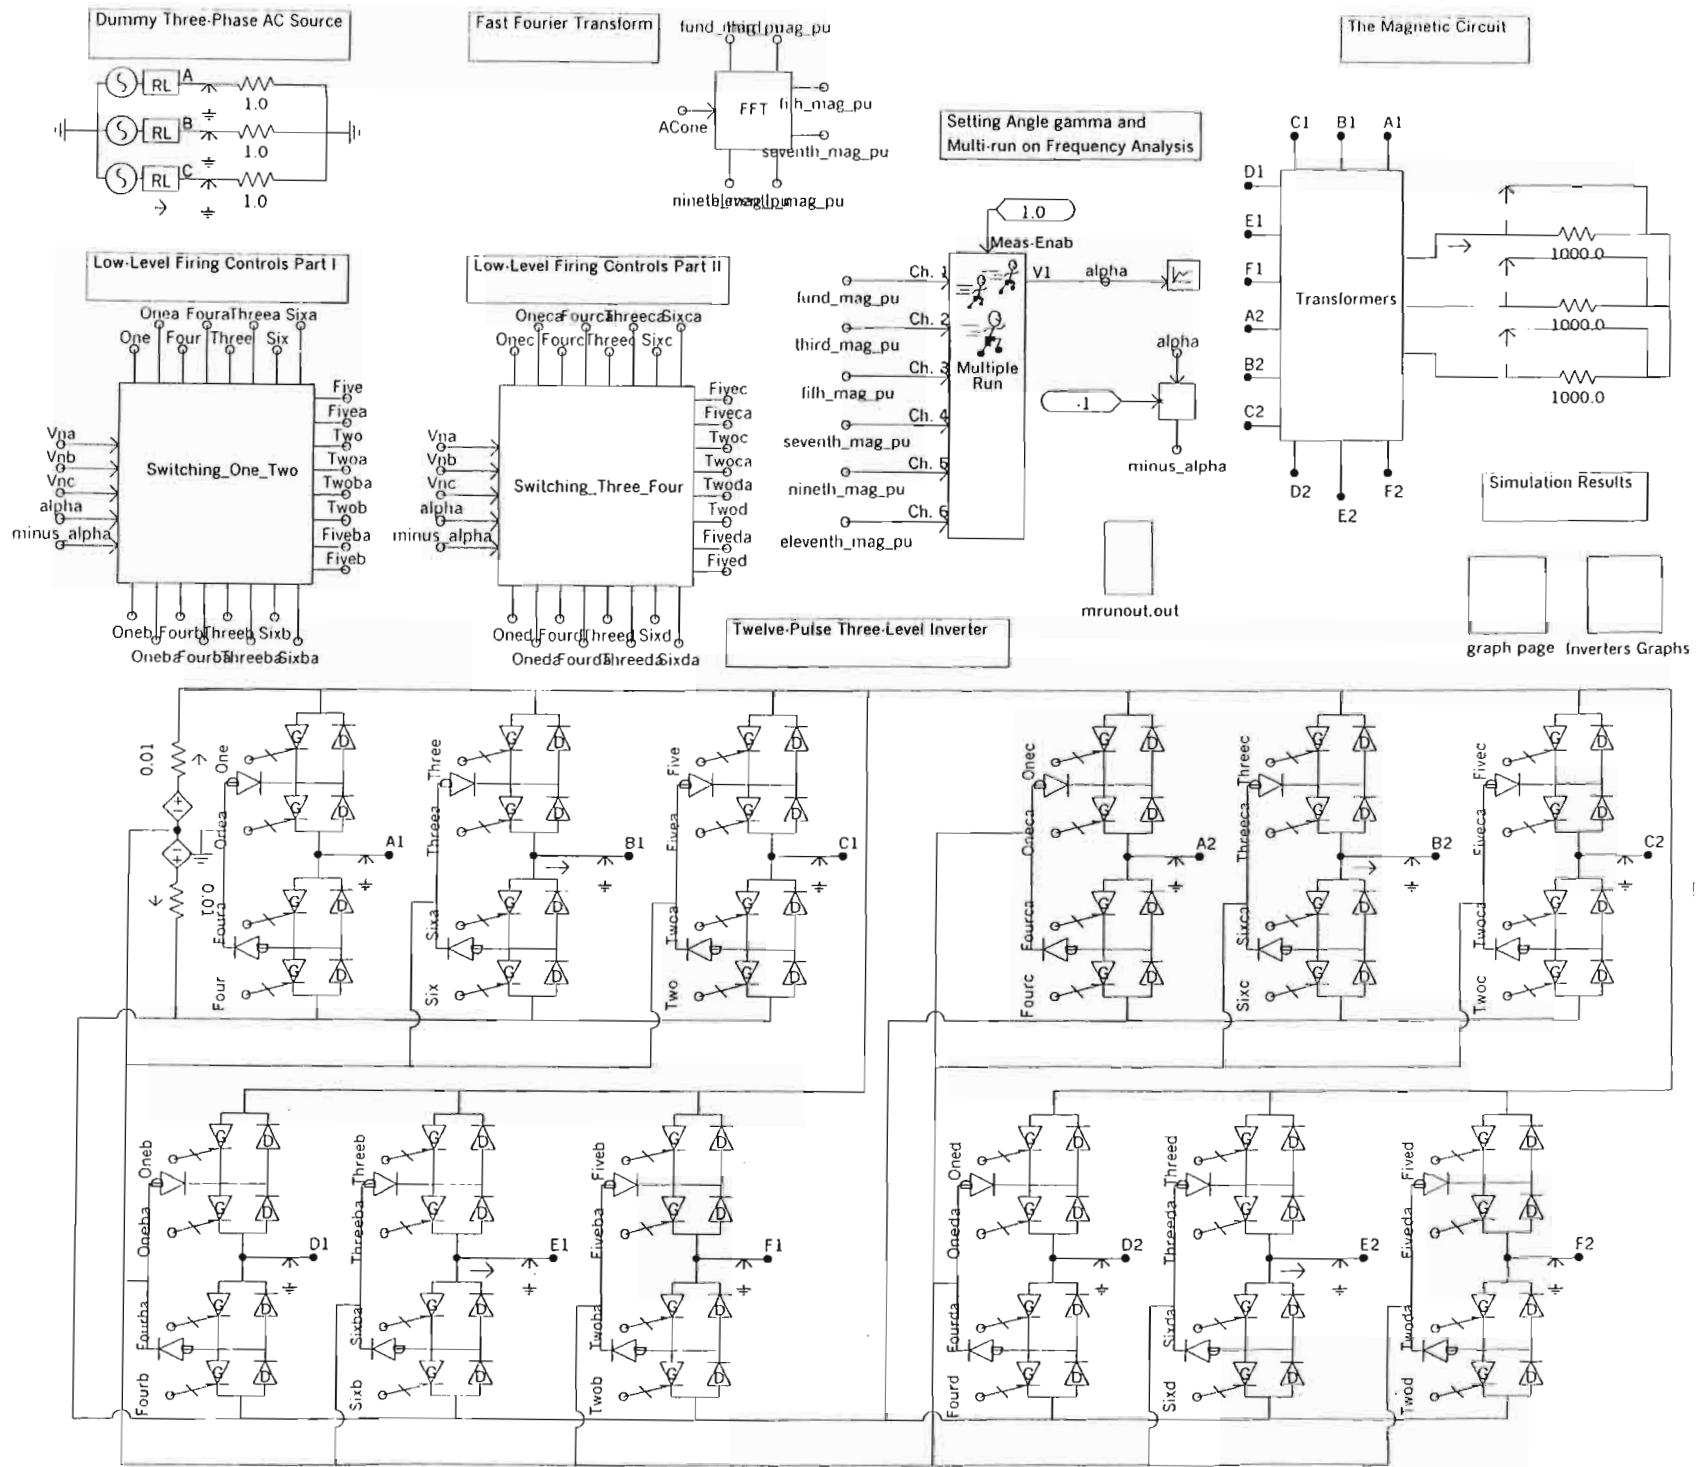 Dummy Three-Phase AC Source
A
RL
1.0
B
RL
1.0
C
RL
1.0
Fast Fourier Transform
third_mag_pu
FFT
ACone
fifth_mag_pu
seventh_mag_pu
The Magnetic Circuit
C1 B1 A1
D1
E1
F1
A2
B2
C2
Transformers
1000.0
1000.0
1000.0
D2 E2 F2
Setting Angle gamma and
Multi-run on Frequency Analysis
1.0
Meas-Enab
Ch. 1
fund_mag_pu
Ch. 2
third_mag_pu
Ch. 3
fifth_mag_pu
Ch. 4
seventh_mag_pu
Ch. 5
nineth_mag_pu
Ch. 6
eleventh_mag_pu
Multiple
Run
V1 alpha
alpha
-1
minus_alpha
mrunout.out
Simulation Results
graph page Inverters Graphs
Low-Level Firing Controls Part I
Onea Foura Threea Sixa
One Four Three Six
Vna
Vnb
Vnc
alpha
minus_alpha
Switching_One_Two
Five
Fivea
Two
Twoa
Twoba
Twob
Fiveba
Fiveb
Oneb Fourb Threeb Sixb
Oneba Fourba Threeba Sixba
Low-Level Firing Controls Part II
Oneca Fourca Threeca Sixca
Onec Fourc Threec Sixc
Vna
Vnb
Vnc
alpha
minus_alpha
Switching_Three_Four
Fivec
Fiveca
Twoc
Twoca
Twoda
Twod
Fiveda
Fived
Oned Fourd Threed Sixd
Oneda Fourda Threeda Sixda
Twelve-Pulse Three-Level Inverter
0.01
0.01
One
Onea
Foura
Four
A1
Three
Threea
Sixa
Six
B1
Five
Fivea
Twoa
Two
C1
Onec
Oneca
Fourca
Fourc
A2
Threec
Threeca
Sixca
Sixc
B2
Fivec
Fiveca
Twoca
Twoc
C2
Oneb
Oneba
Fourba
Fourb
D1
Threeb
Threeba
Sixba
Sixb
E1
Fiveb
Fiveba
Twoba
Twob
F1
Oned
Oneda
Fourda
Fourd
D2
Threed
Threeda
Sixda
Sixd
E2
Fived
Fiveda
Twoda
Twod
F2